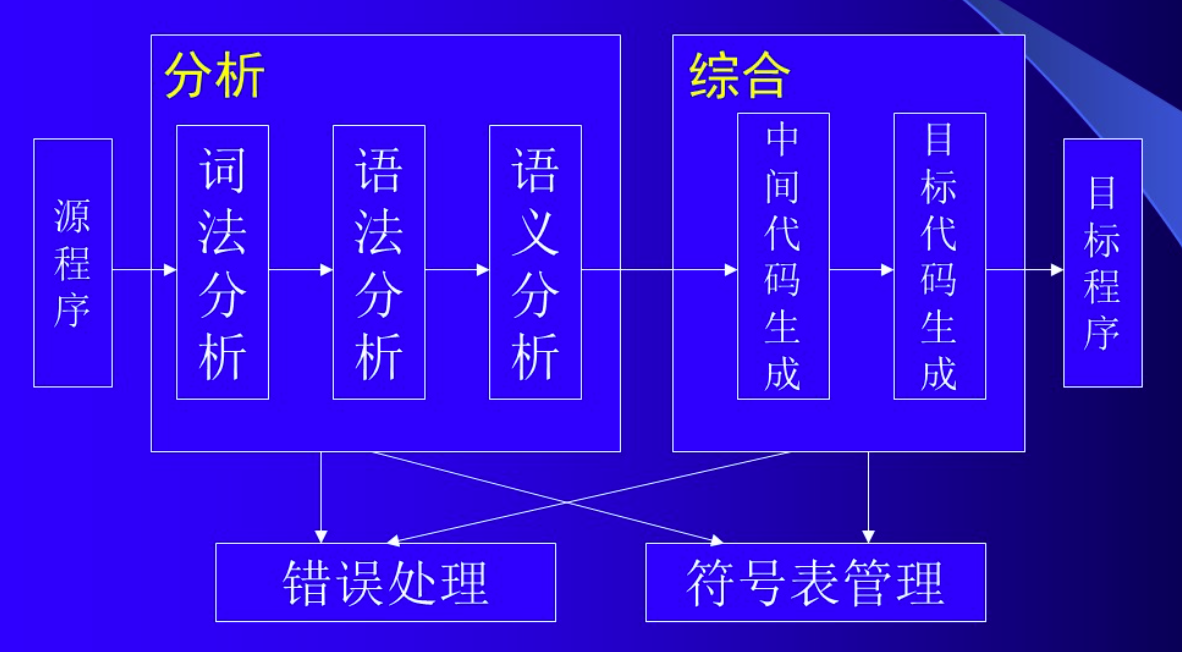 分析
综合
源程序
词法分析
语法分析
语义分析
中间代码生成
目标代码生成
目标程序
错误处理
符号表管理